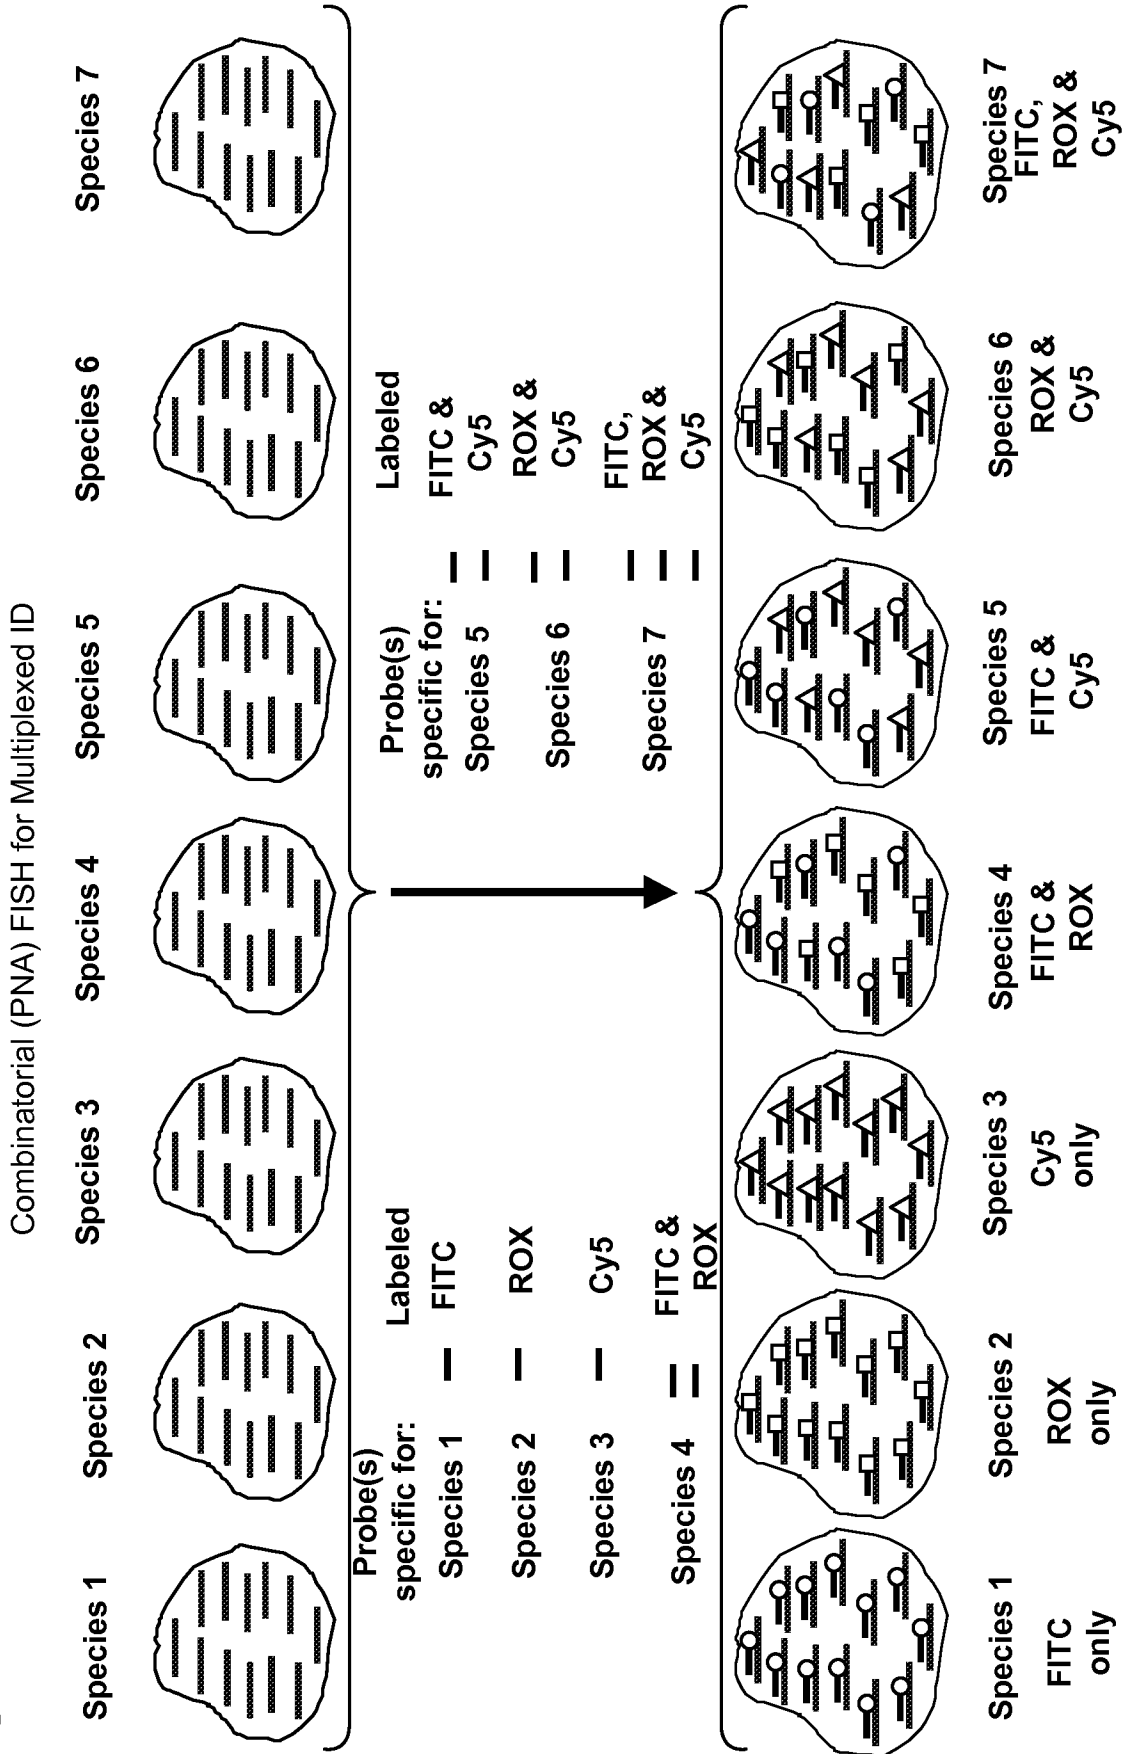 Combinatorial (PNA) FISH for Multiplexed ID
Species 1
Species 2
Species 3
Species 4
Species 5
Species 6
Species 7
Probe(s)
specific for:
Labeled
Species 1
FITC
Species 2
ROX
Species 3
Cy5
Species 4
FITC &
ROX
Probe(s)
specific for:
Labeled
Species 5
FITC &
Cy5
Species 6
ROX &
Cy5
Species 7
FITC,
ROX &
Cy5
Species 1
FITC
only
Species 2
ROX
only
Species 3
Cy5
only
Species 4
FITC &
ROX
Species 5
FITC &
Cy5
Species 6
ROX &
Cy5
Species 7
FITC,
ROX &
Cy5